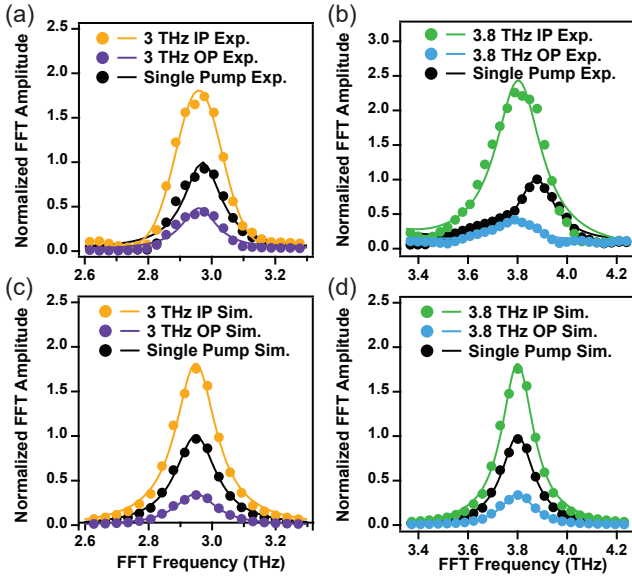 (a)
3 THz IP Exp.
3 THz OP Exp.
Single Pump Exp.
Normalized FFT Amplitude
2.5
2.0
1.5
1.0
0.5
0.0
2.6 2.8 3.0 3.2
(b)
3.8 THz IP Exp.
3.8 THz OP Exp.
Single Pump Exp.
Normalized FFT Amplitude
3.0
2.5
2.0
1.5
1.0
0.5
0.0
3.4 3.6 3.8 4.0 4.2
(c)
3 THz IP Sim.
3 THz OP Sim.
Single Pump Sim.
Normalized FFT Amplitude
2.5
2.0
1.5
1.0
0.5
0.0
2.6 2.8 3.0 3.2
FFT Frequency (THz)
(d)
3.8 THz IP Sim.
3.8 THz OP Sim.
Single Pump Sim.
Normalized FFT Amplitude
2.5
2.0
1.5
1.0
0.5
0.0
3.4 3.6 3.8 4.0 4.2
FFT Frequency (THz)